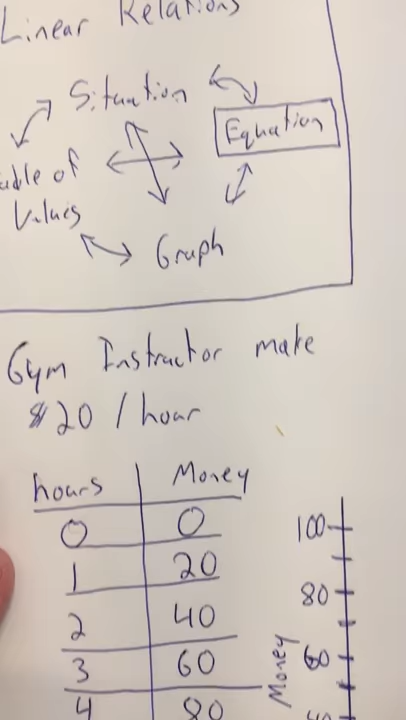 Linear Relations
Situation
Equation
of
Values
Graph
Gym Instructor make
$20 / hour
hours Money
0 0
1 20
2 40
3 60
4 80
100
80
60
Money